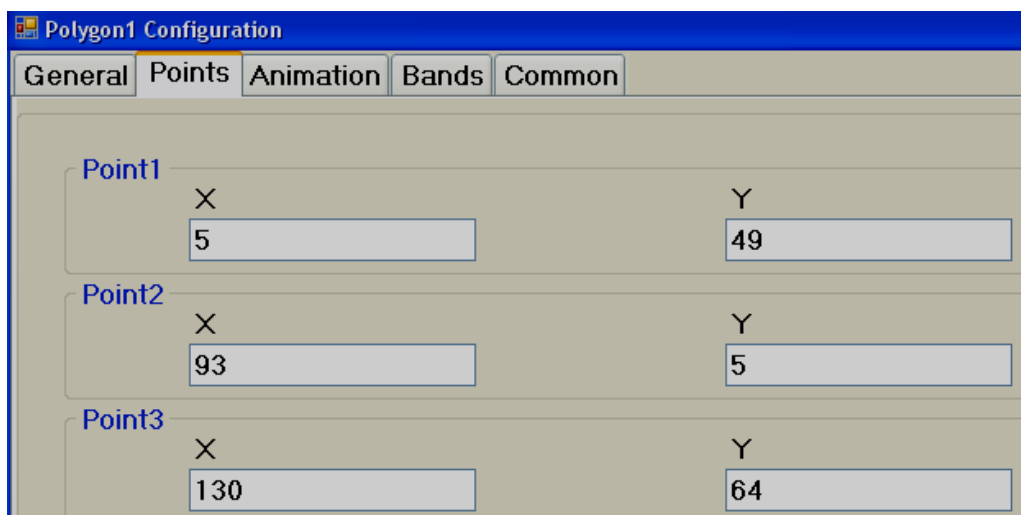 Polygon1 Configuration
General Points Animation Bands Common
Point1
X Y
5 49
Point2
X Y
93 5
Point3
X Y
130 64